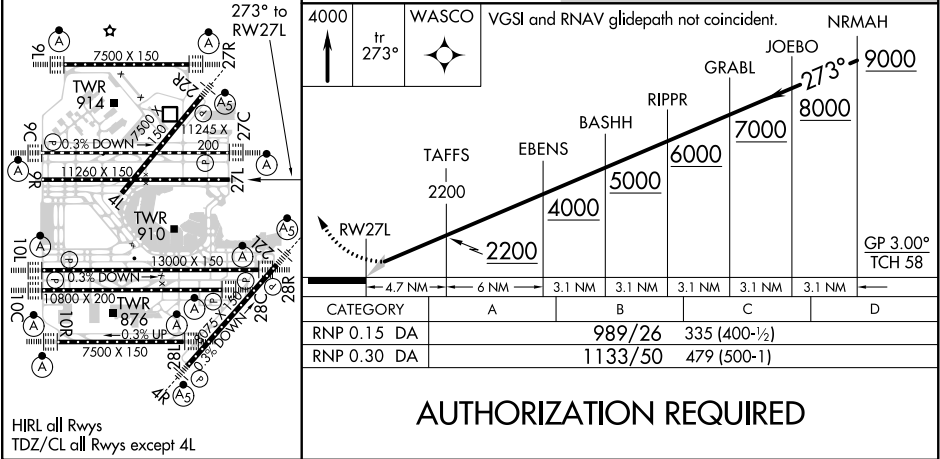 273° to
RW27L
A
A
9L
7500 X 150
27R
TWR
914
22R
A5
P
7500 X
150
11245 X
200
9C
P
0.3% DOWN
P
27C
A
A
9R
11260 X 150
27L
4L
TWR
910
A
A
22L
A5
10L
P
13000 X 150
P
28R
P
0.3% DOWN
P
10C
10800 X 200
28C
A
A
A
A
10R
TWR
876
0.3% UP
7500 X 150
28L
8075 X 150
0.3% DOWN
P
A
4R
P
A5
HIRL all Rwys
TDZ/CL all Rwys except 4L
4000
tr
273°
WASCO
VGSI and RNAV glidepath not coincident.
NRMAH
JOEBO
GRABL
RIPPR
BASHH
EBENS
TAFFS
RW27L
273°
9000
8000
7000
6000
5000
4000
2200
2200
GP 3.00°
TCH 58
4.7 NM
6 NM
3.1 NM
3.1 NM
3.1 NM
3.1 NM
3.1 NM
CATEGORY A B C D
RNP 0.15 DA 989/26 335 (400-½)
RNP 0.30 DA 1133/50 479 (500-1)
AUTHORIZATION REQUIRED